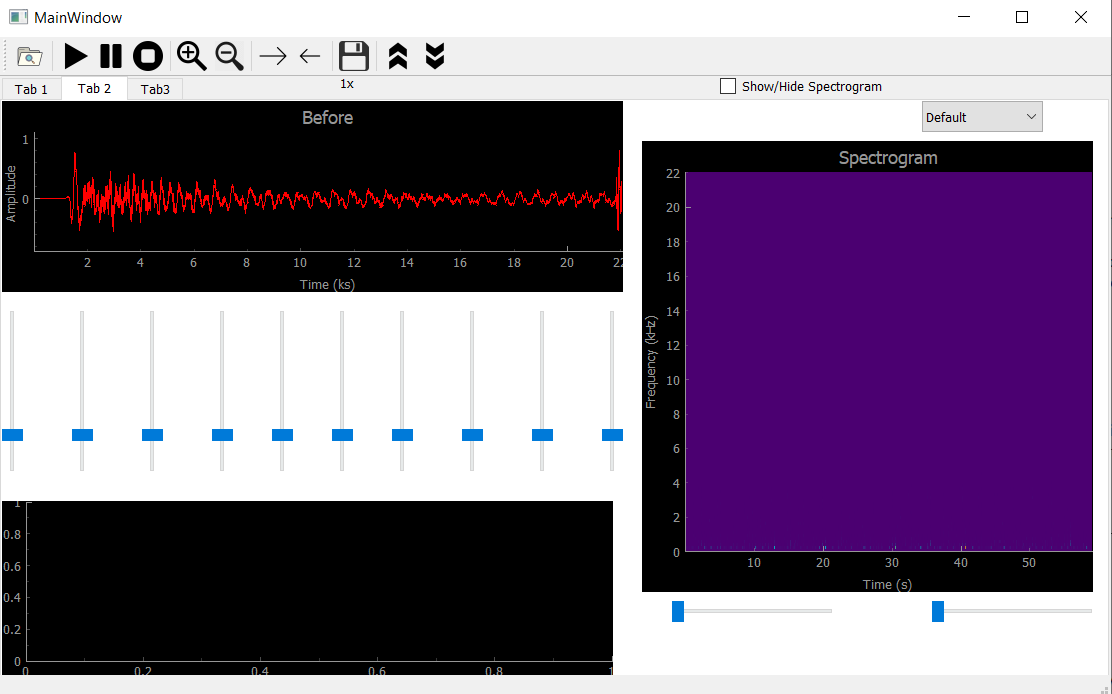 MainWindow
Tab 1
Tab 2
Tab3
1x
Show/Hide Spectrogram
Default
Before
1
0
Amplitude
2 4 6 8 10 12 14 16 18 20 22
Time (ks)
Spectrogram
22
20
18
16
14
12
10
8
6
4
2
0
Frequency (kHz)
10 20 30 40 50
Time (s)
1
0.8
0.6
0.4
0.2
0
0 0.2 0.4 0.6 0.8 1